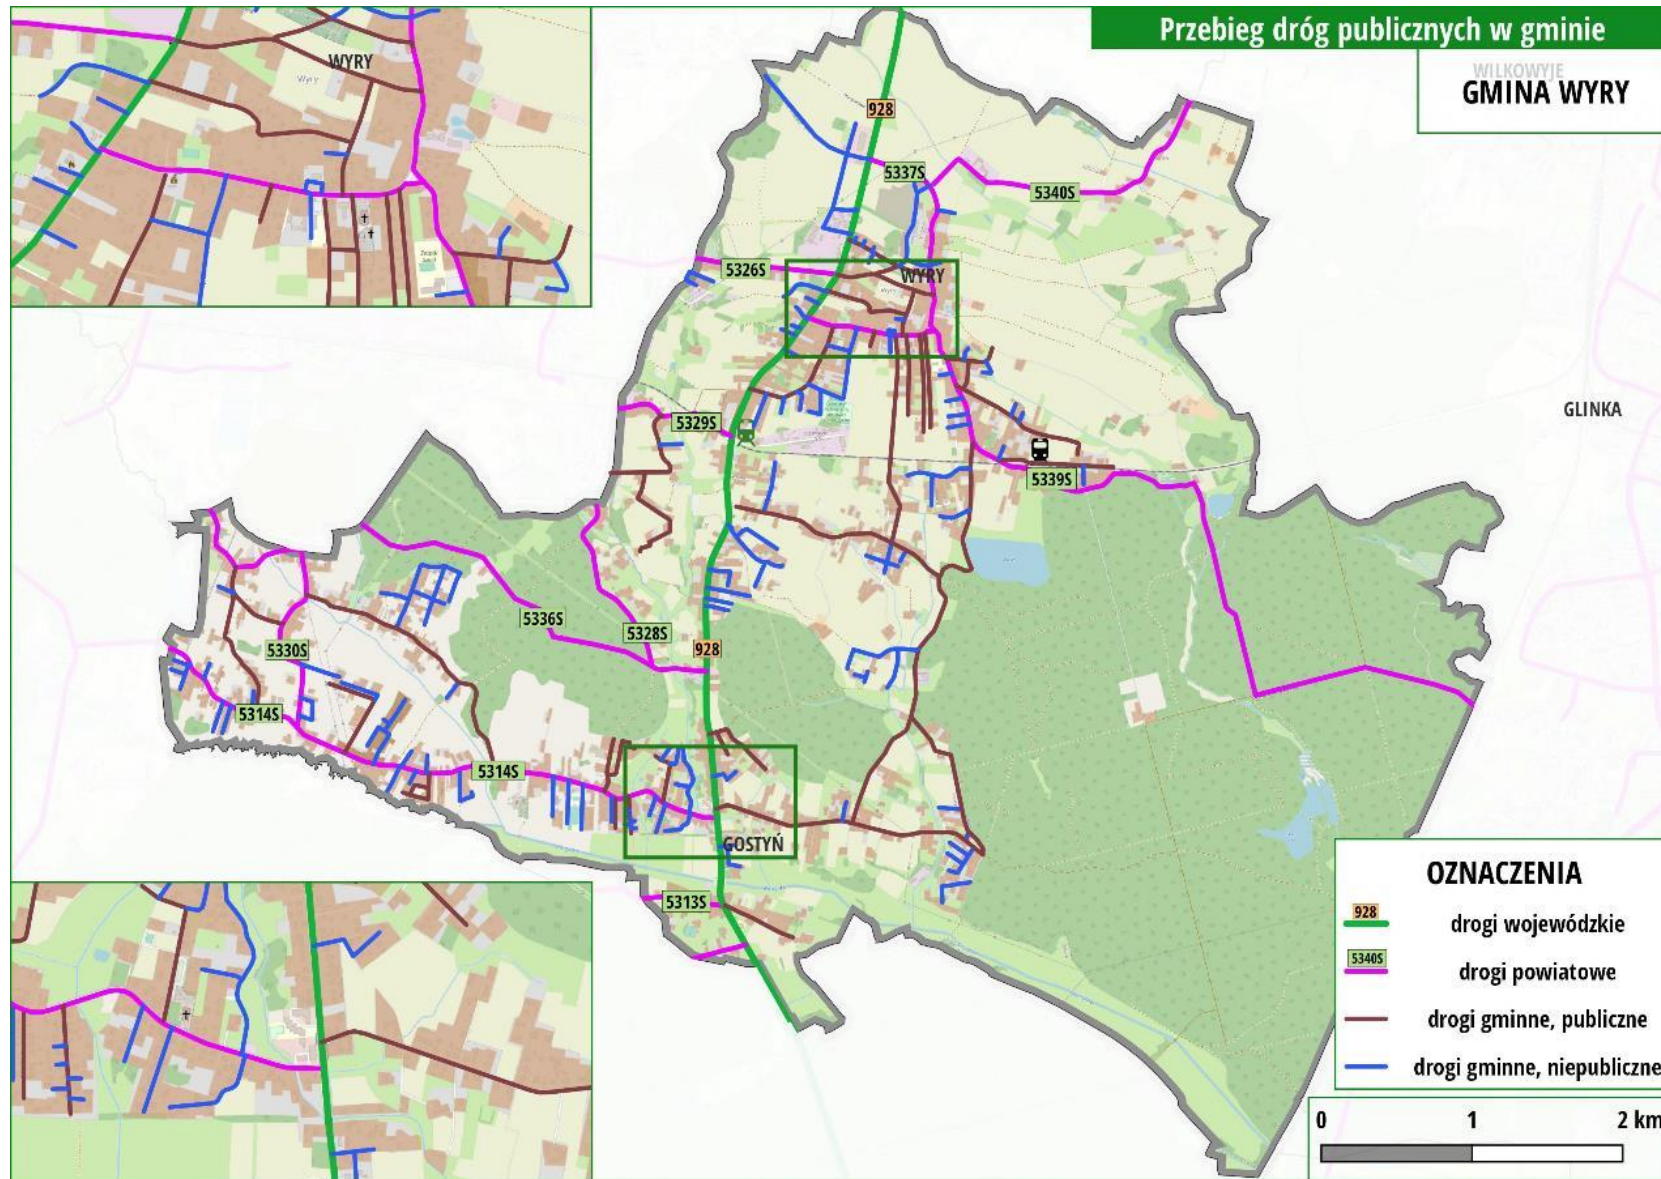 Przebieg dróg publicznych w gminie
WILKOWYJE
GMINA WYRY
WYRY
Wyry
928
5337S
5340S
5326S
WYRY
GLINKA
5329S
5339S
5336S
5328S
5330S
928
5314S
5314S
GOSTYŃ
5313S
OZNACZENIA
928
drogi wojewódzkie
5340S
drogi powiatowe
drogi gminne, publiczne
drogi gminne, niepubliczne
0 1 2 km